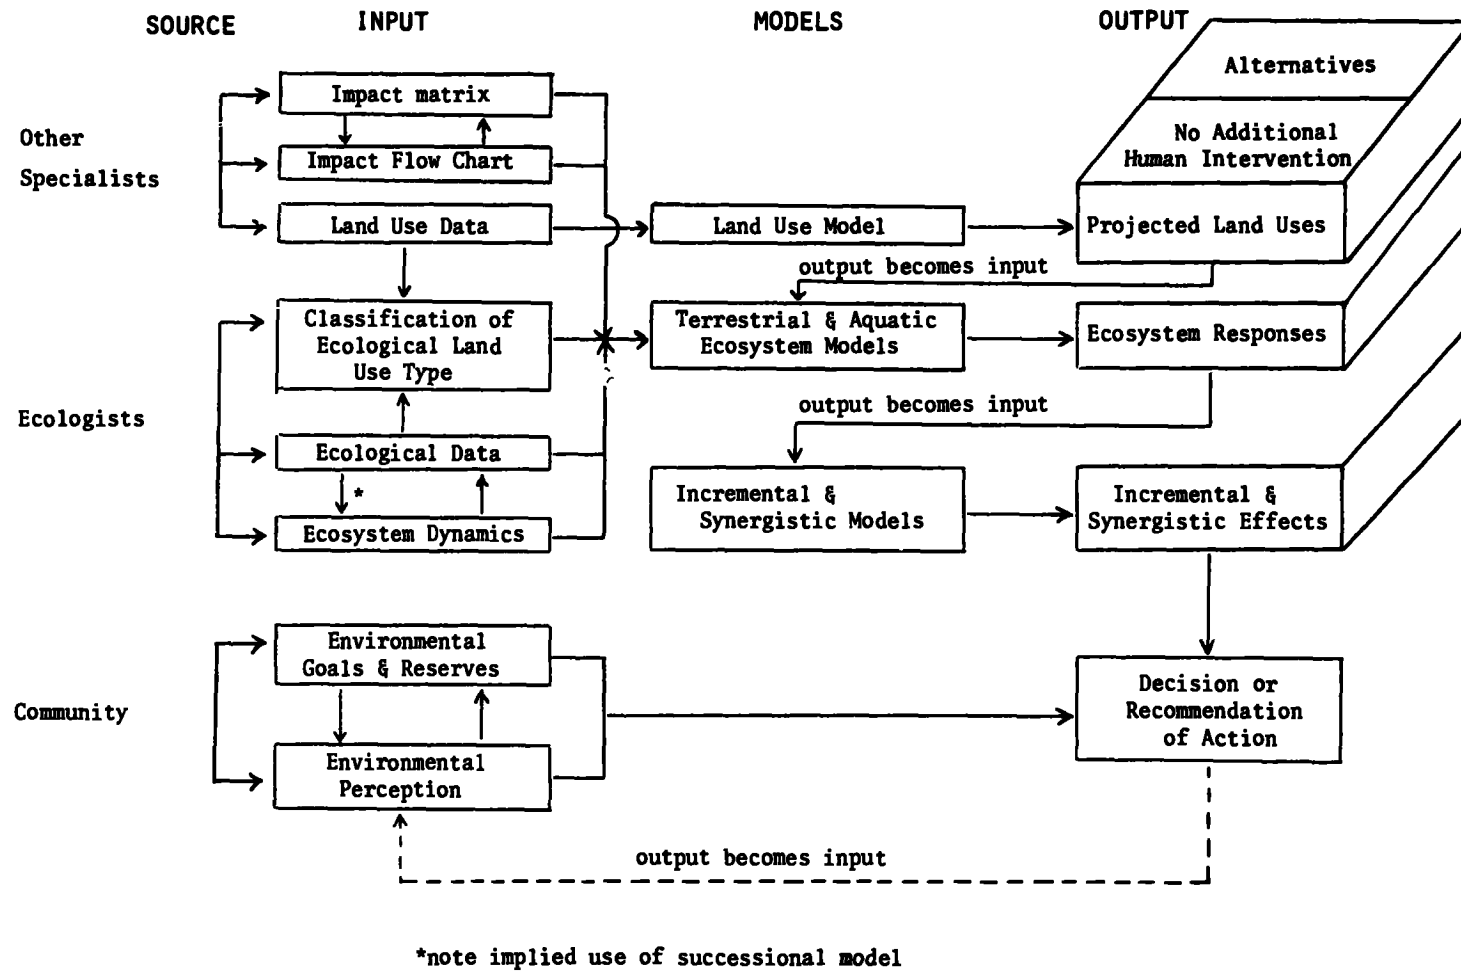 SOURCE
INPUT
MODELS
OUTPUT
Other
Specialists
Impact matrix
Impact Flow Chart
Land Use Data
Land Use Model
Alternatives
No Additional
Human Intervention
Projected Land Uses
output becomes input
Ecologists
Classification of
Ecological Land
Use Type
Terrestrial & Aquatic
Ecosystem Models
Ecosystem Responses
output becomes input
Ecological Data
*
Ecosystem Dynamics
Incremental &
Synergistic Models
Incremental &
Synergistic Effects
Community
Environmental
Goals & Reserves
Environmental
Perception
Decision or
Recommendation
of Action
output becomes input
*note implied use of successional model